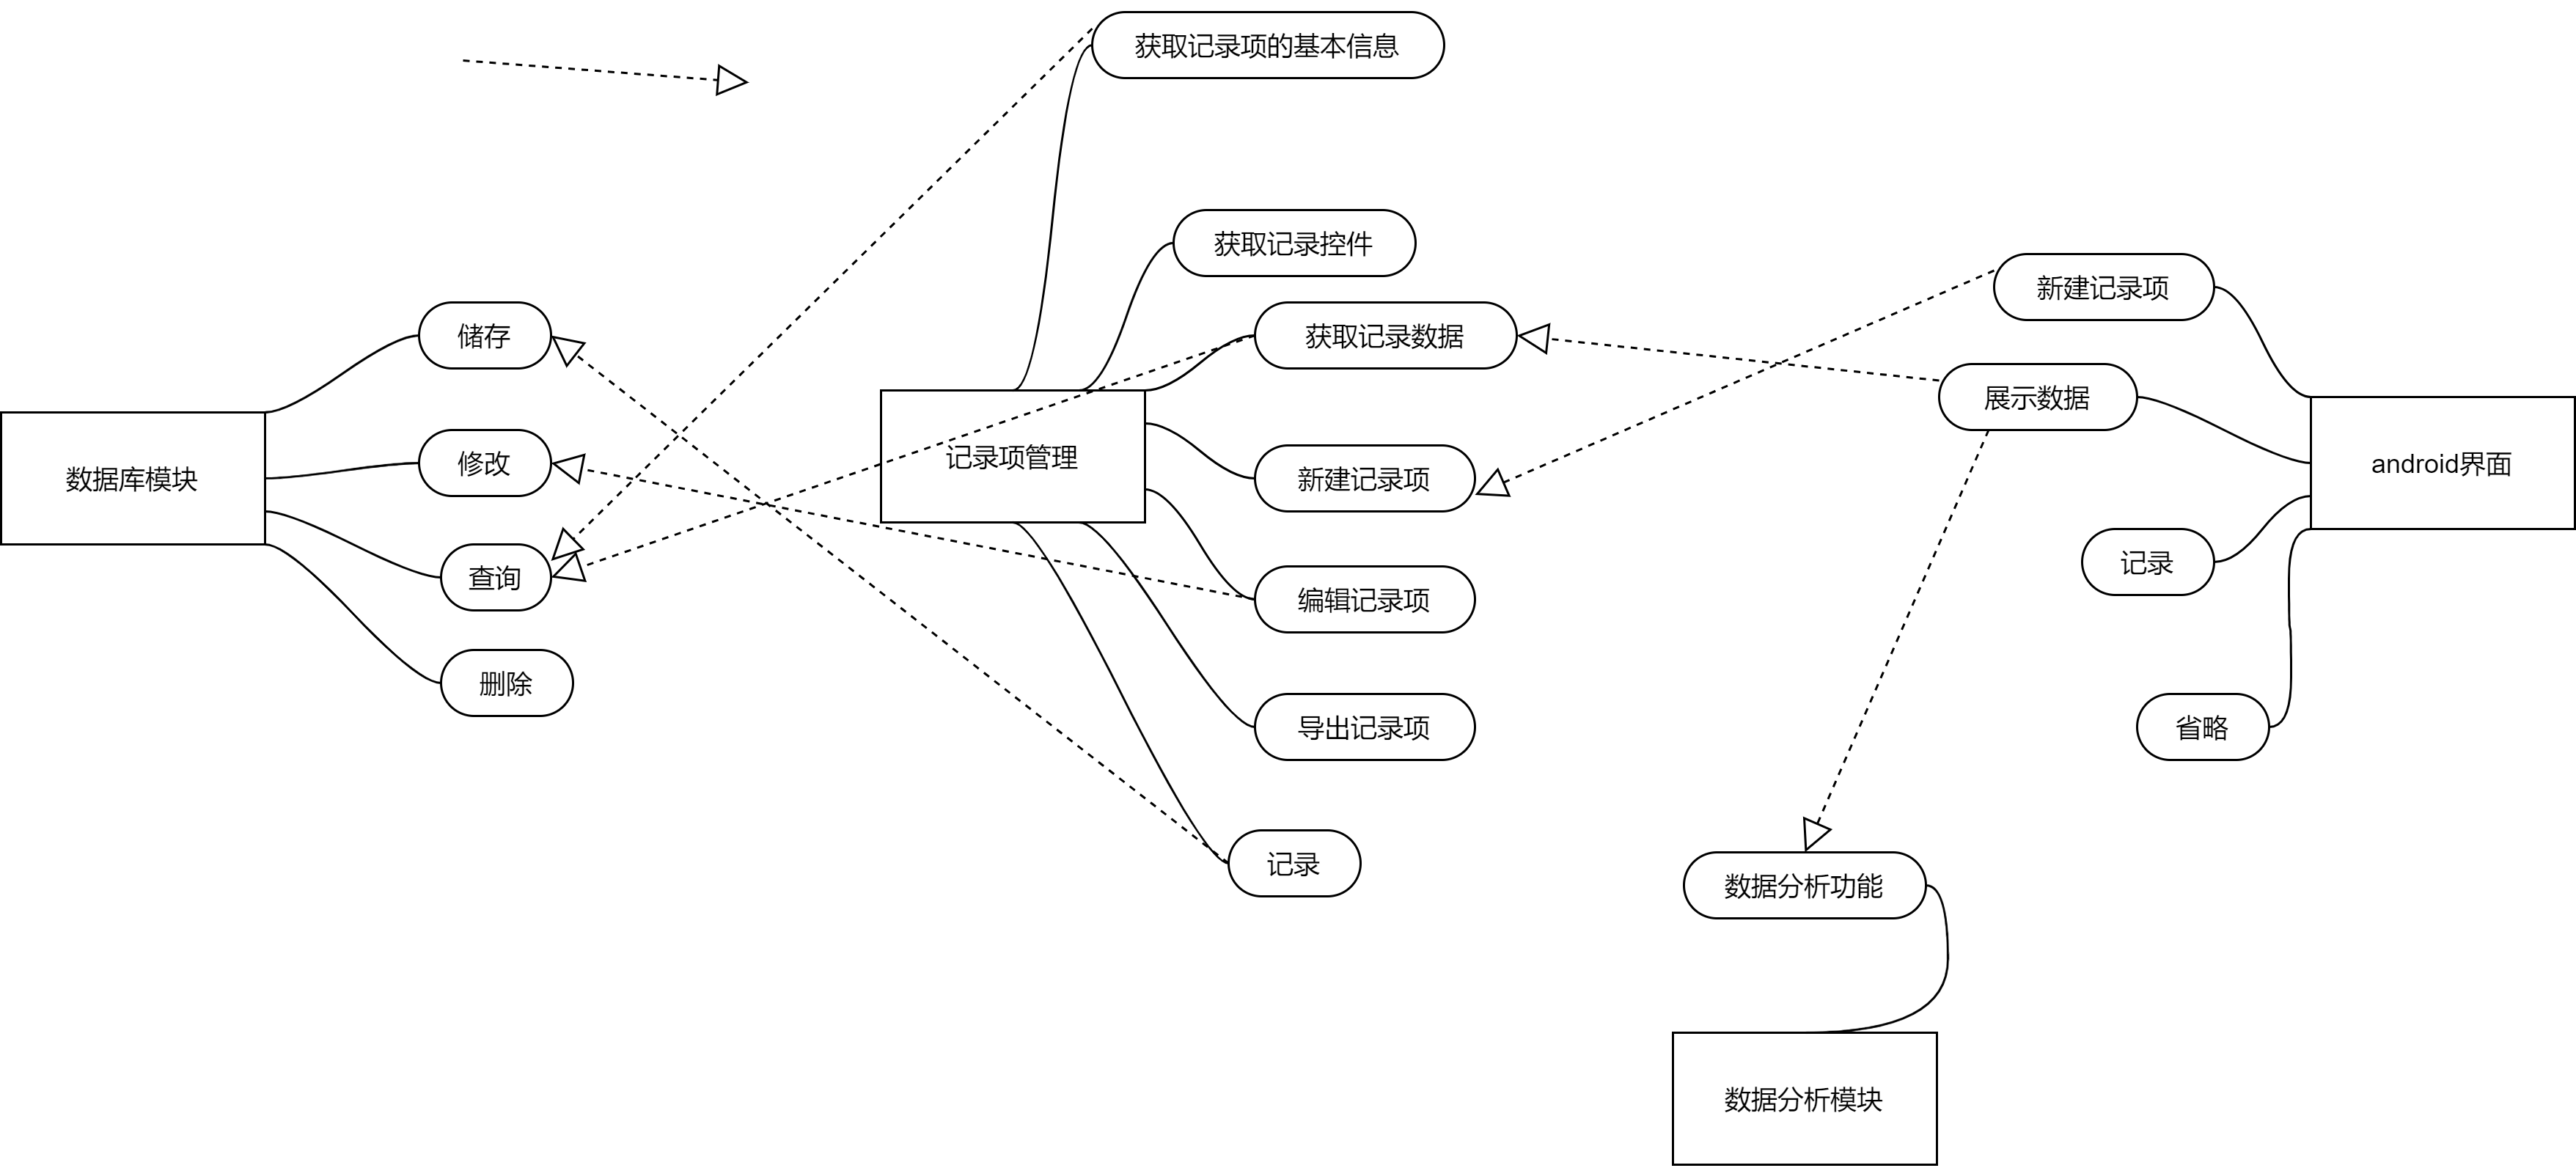 获取记录项的基本信息
获取记录控件
新建记录项
储存
获取记录数据
展示数据
修改
记录项管理
android界面
数据库模块
新建记录项
记录
查询
编辑记录项
删除
导出记录项
省略
记录
数据分析功能
数据分析模块